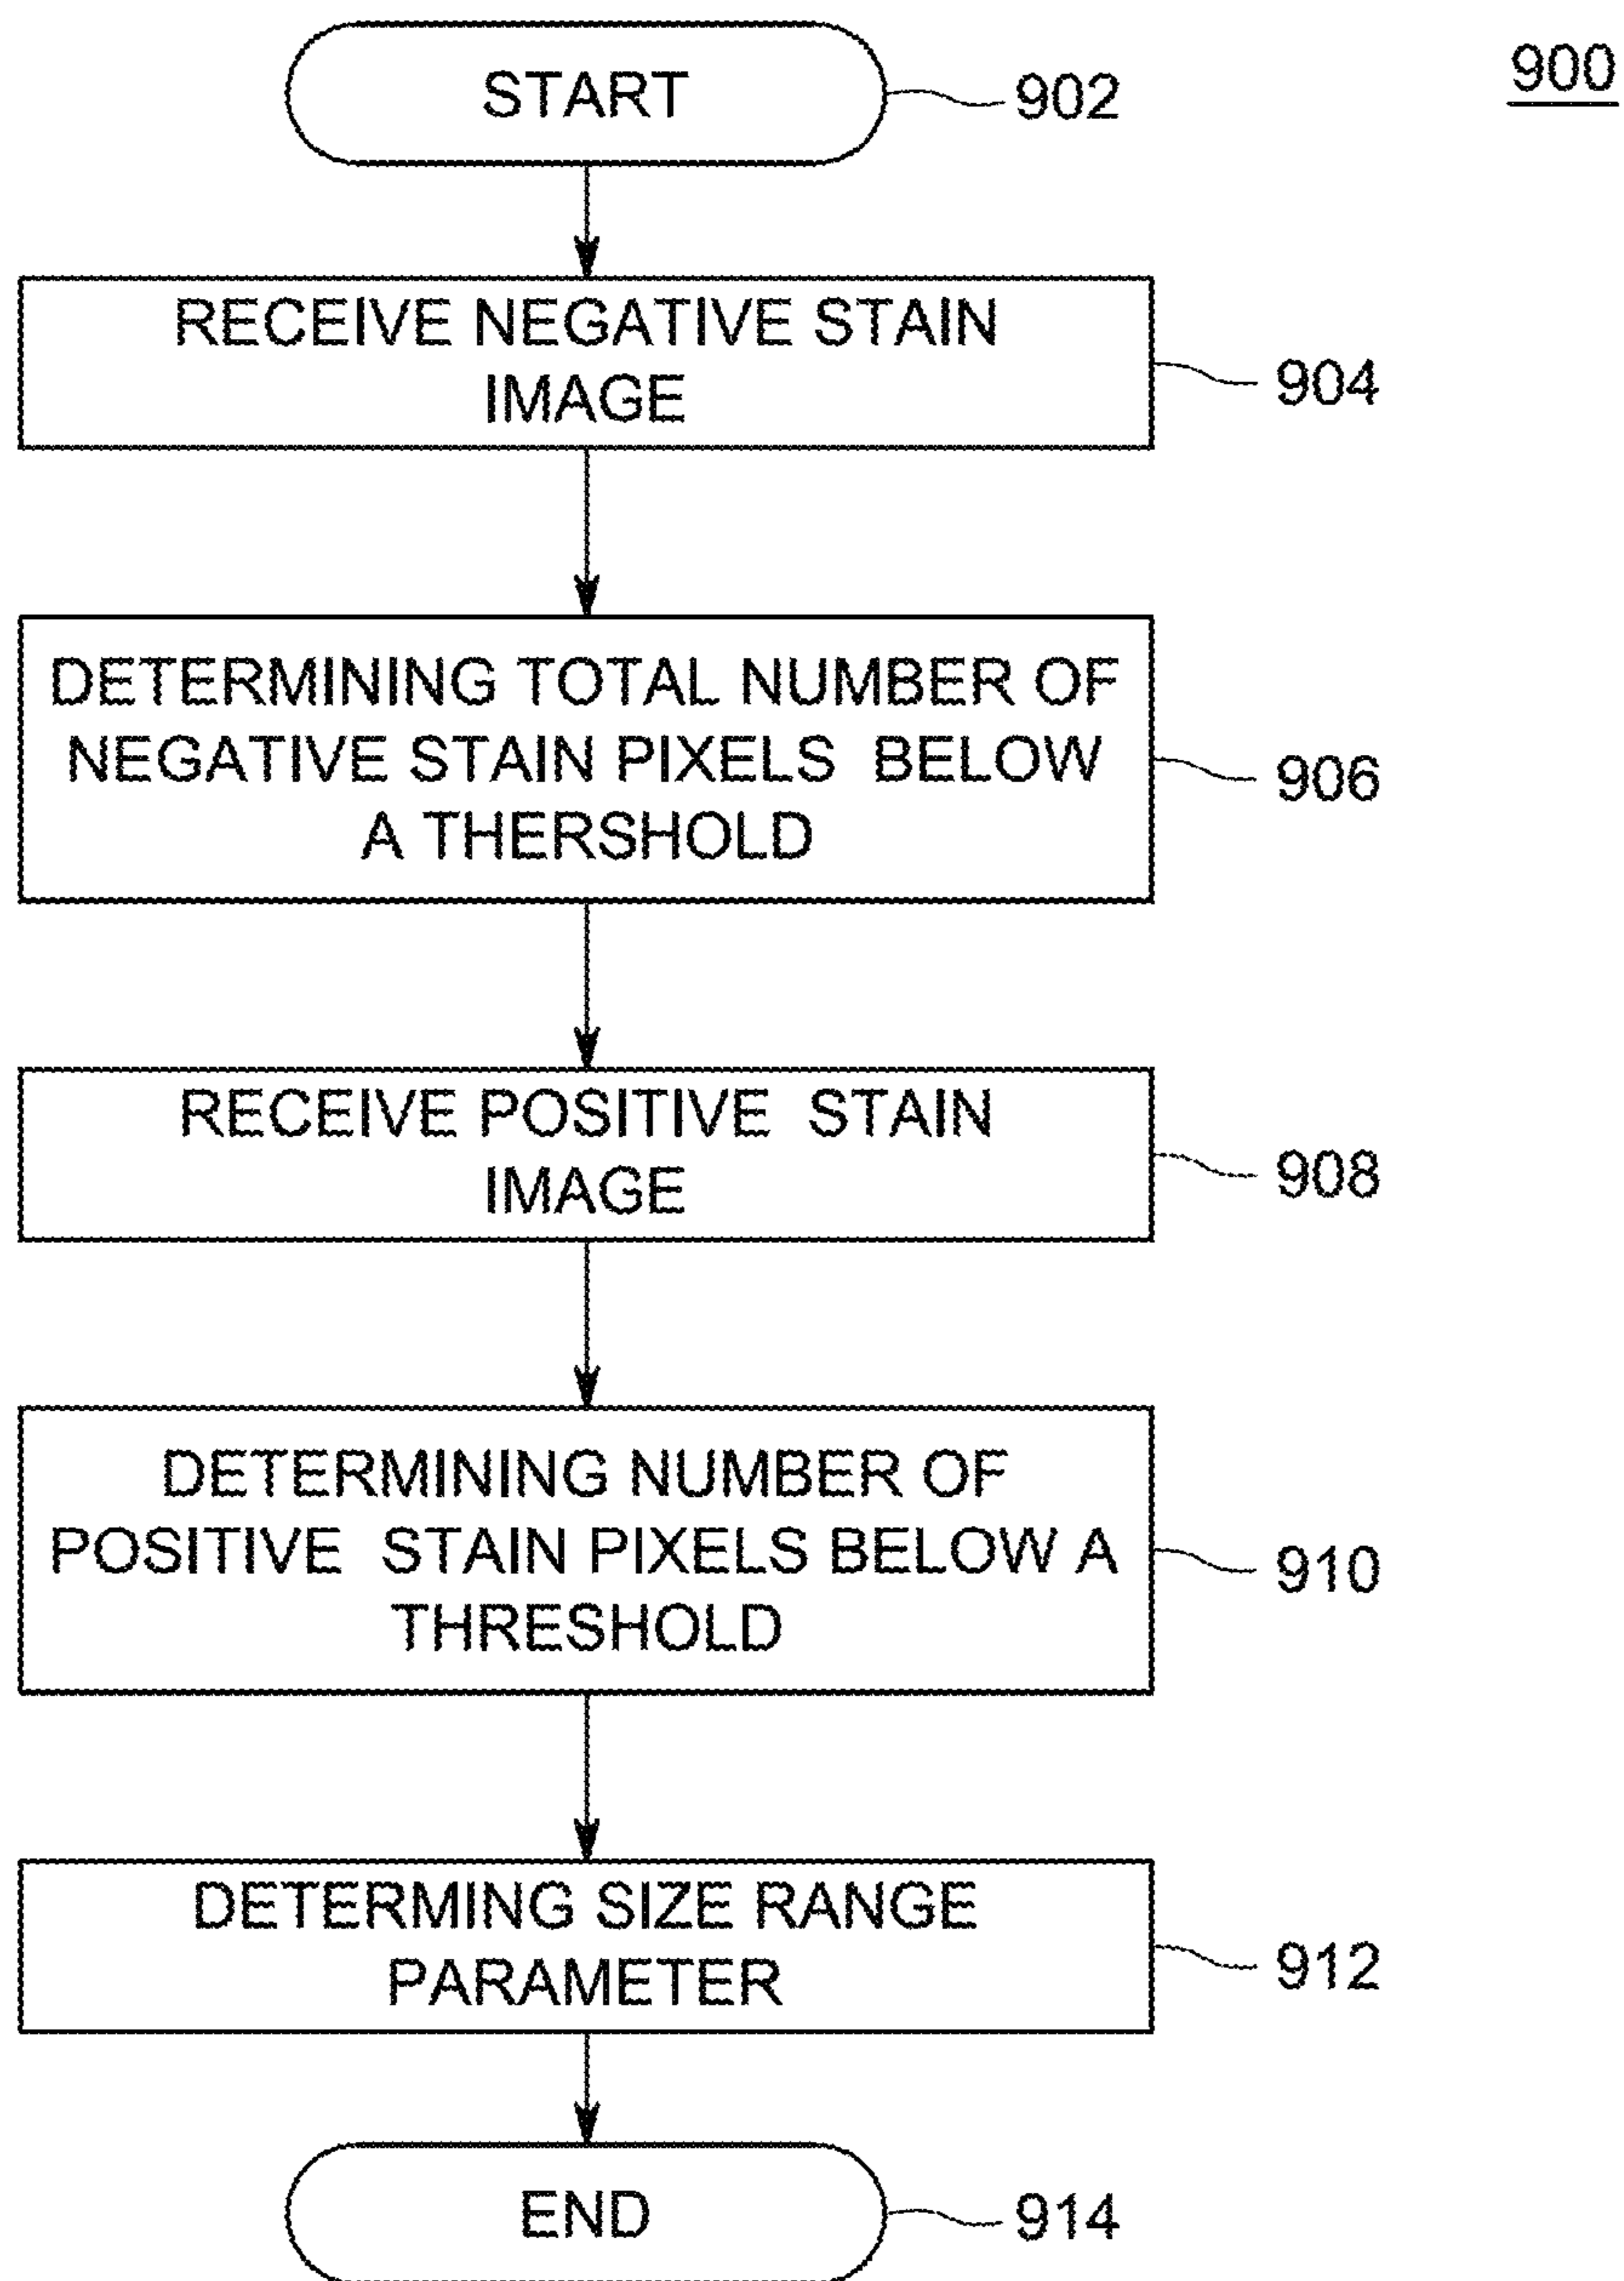 900
START
902
RECEIVE NEGATIVE STAIN
IMAGE
904
DETERMINING TOTAL NUMBER OF
NEGATIVE STAIN PIXELS BELOW
A THERSHOLD
906
RECEIVE POSITIVE STAIN
IMAGE
908
DETERMINING NUMBER OF
POSITIVE STAIN PIXELS BELOW A
THRESHOLD
910
DETERMING SIZE RANGE
PARAMETER
912
END
914